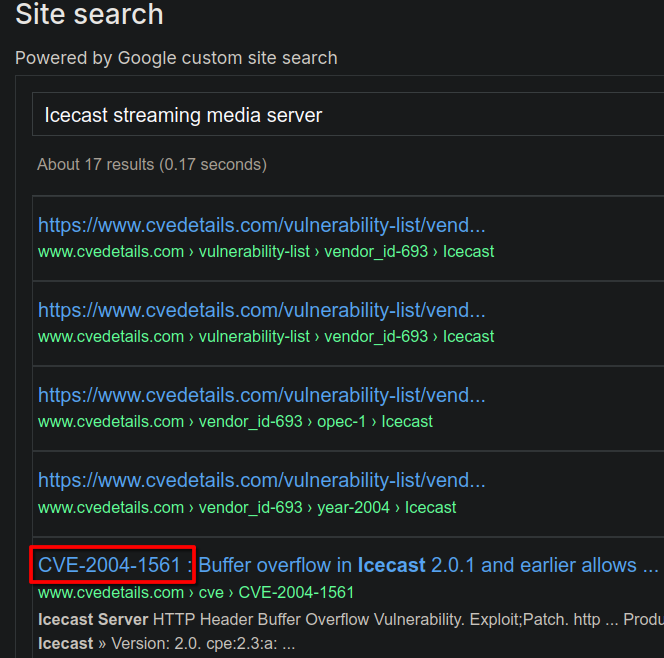 Site search
Powered by Google custom site search
Icecast streaming media server
About 17 results (0.17 seconds)
https://www.cvedetails.com/vulnerability-list/vend...
www.cvedetails.com › vulnerability-list › vendor_id-693 › Icecast
https://www.cvedetails.com/vulnerability-list/vend...
www.cvedetails.com › vulnerability-list › vendor_id-693 › Icecast
https://www.cvedetails.com/vulnerability-list/vend...
www.cvedetails.com › vendor_id-693 › opec-1 › Icecast
https://www.cvedetails.com/vulnerability-list/vend...
www.cvedetails.com › vendor_id-693 › year-2004 › Icecast
CVE-2004-1561 : Buffer overflow in Icecast 2.0.1 and earlier allows ...
www.cvedetails.com › cve › CVE-2004-1561
Icecast Server HTTP Header Buffer Overflow Vulnerability. Exploit;Patch. http ... Produ
Icecast » Version: 2.0. cpe:2.3:a: ...